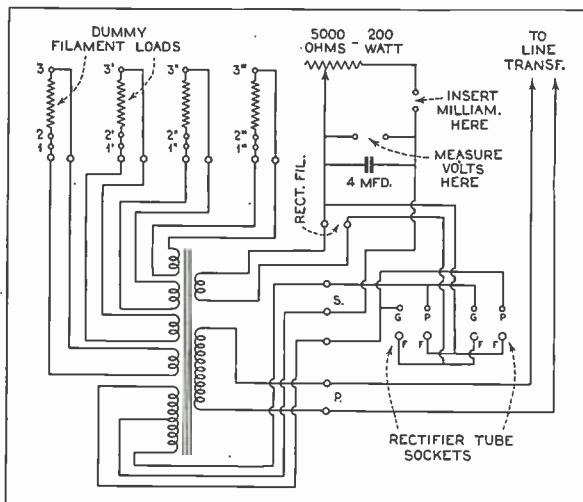 DUMMY
FILAMENT LOADS
5000 - 200
OHMS WATT
TO
LINE
TRANSF.
3 3' 3" 3"'
2 2' 2" 2"'
1 1' 1" 1"'
INSERT
MILLIAM.
HERE
MEASURE
VOLTS
HERE
4 MFD.
RECT. FIL.
S.
G P G P
F F F F
P.
RECTIFIER TUBE
SOCKETS